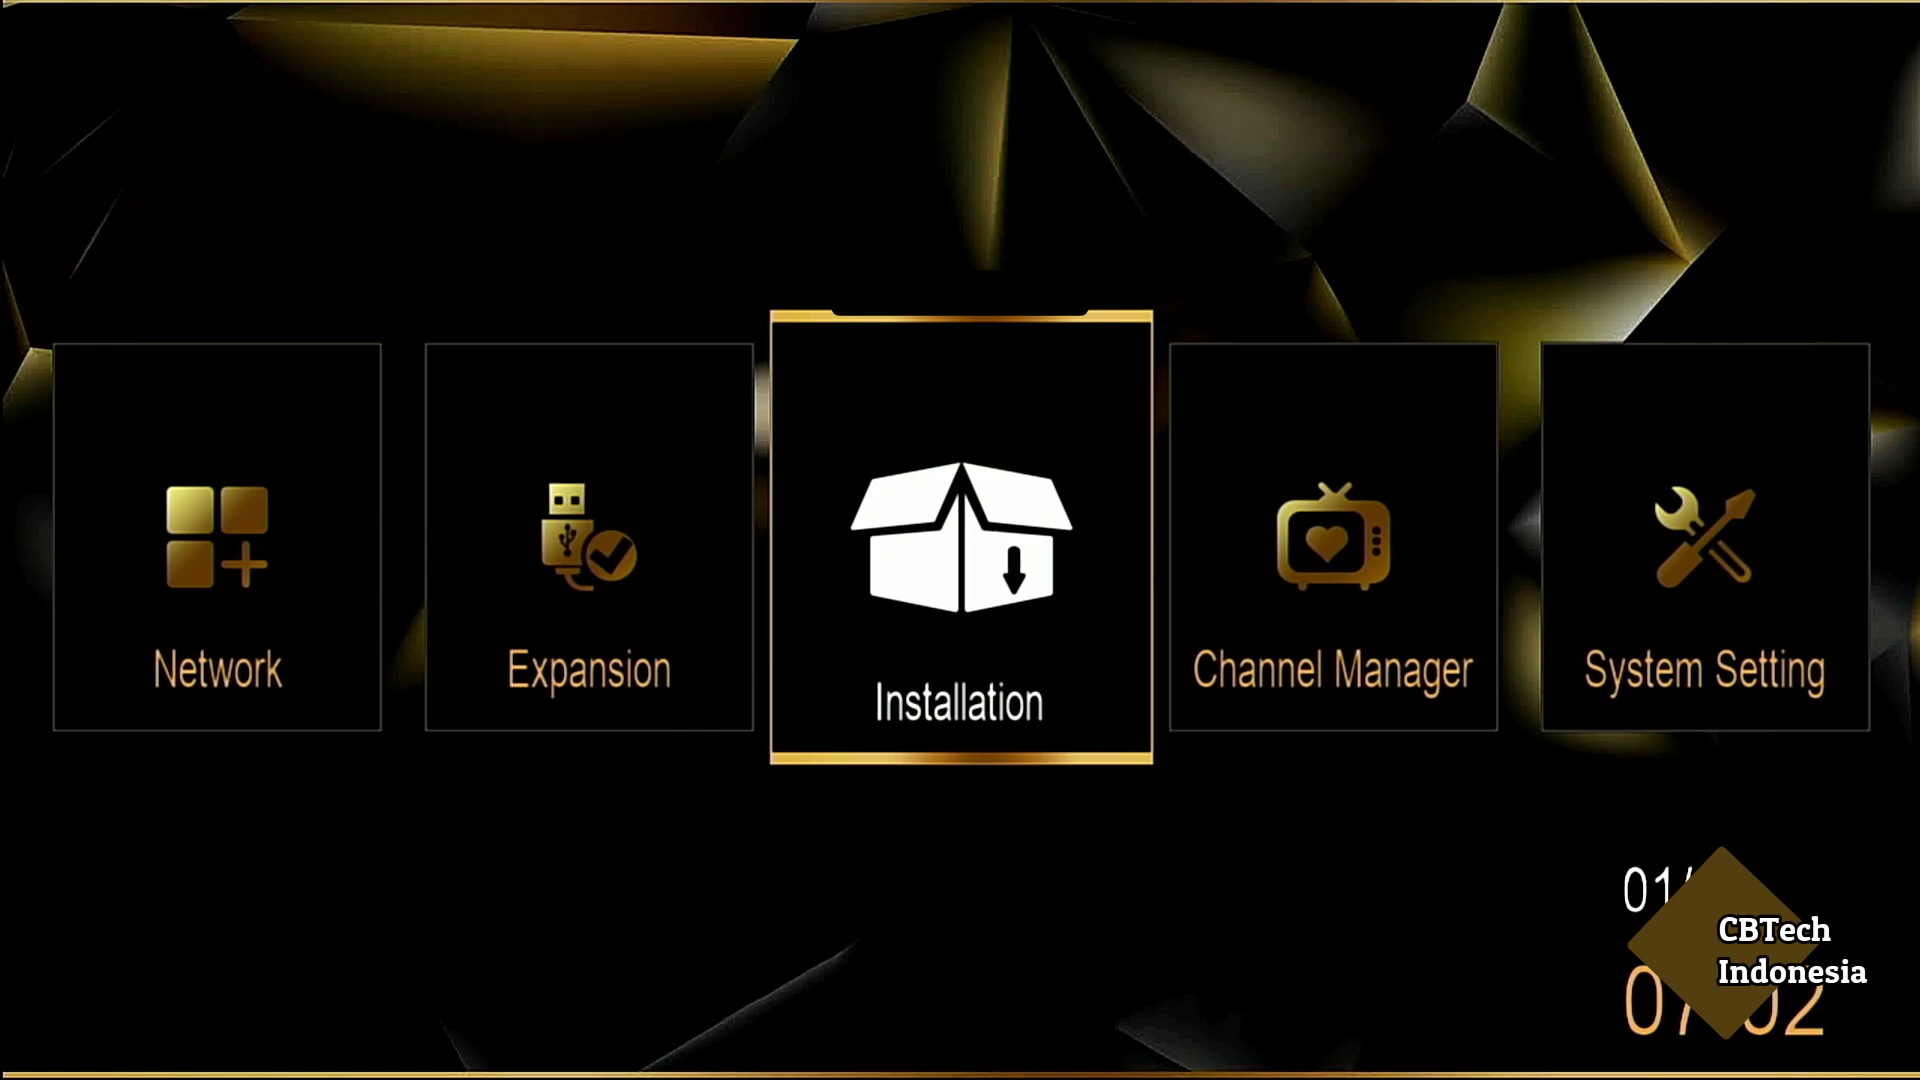 Network
Expansion
Installation
Channel Manager
System Setting
CBTech
Indonesia